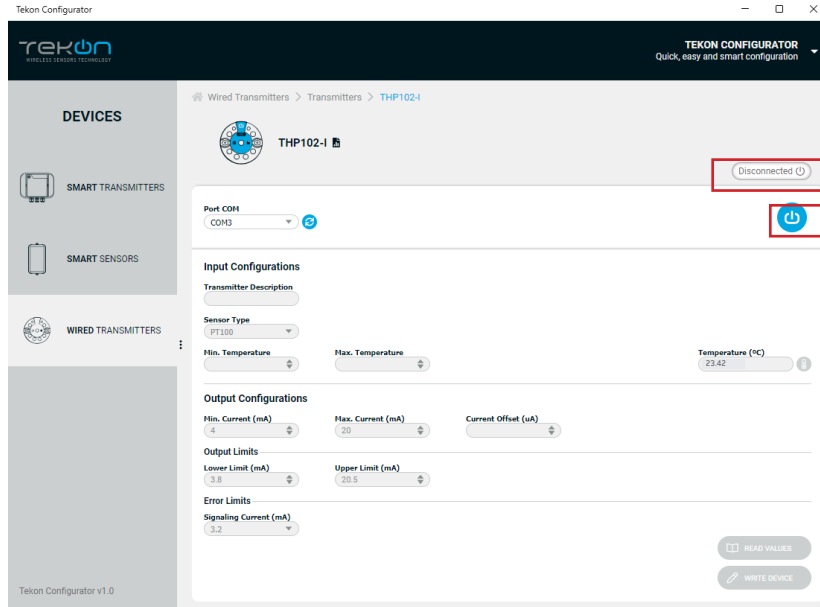 Tekon Configurator
TEKON
WIRELESS SENSORS TECHNOLOGY
TEKON CONFIGURATOR
Quick, easy and smart configuration
DEVICES
SMART TRANSMITTERS
SMART SENSORS
WIRED TRANSMITTERS
Tekon Configurator v1.0
Wired Transmitters > Transmitters > THP102-I
THP102-I
Disconnected
Port COM
COM3
Input Configurations
Transmitter Description
Sensor Type
PT100
Min. Temperature Max. Temperature Temperature (ºC)
23.42
Output Configurations
Min. Current (mA) Max. Current (mA) Current Offset (uA)
4 20
Output Limits
Lower Limit (mA) Upper Limit (mA)
3.8 20.5
Error Limits
Signaling Current (mA)
3.2
READ VALUES
WRITE DEVICE